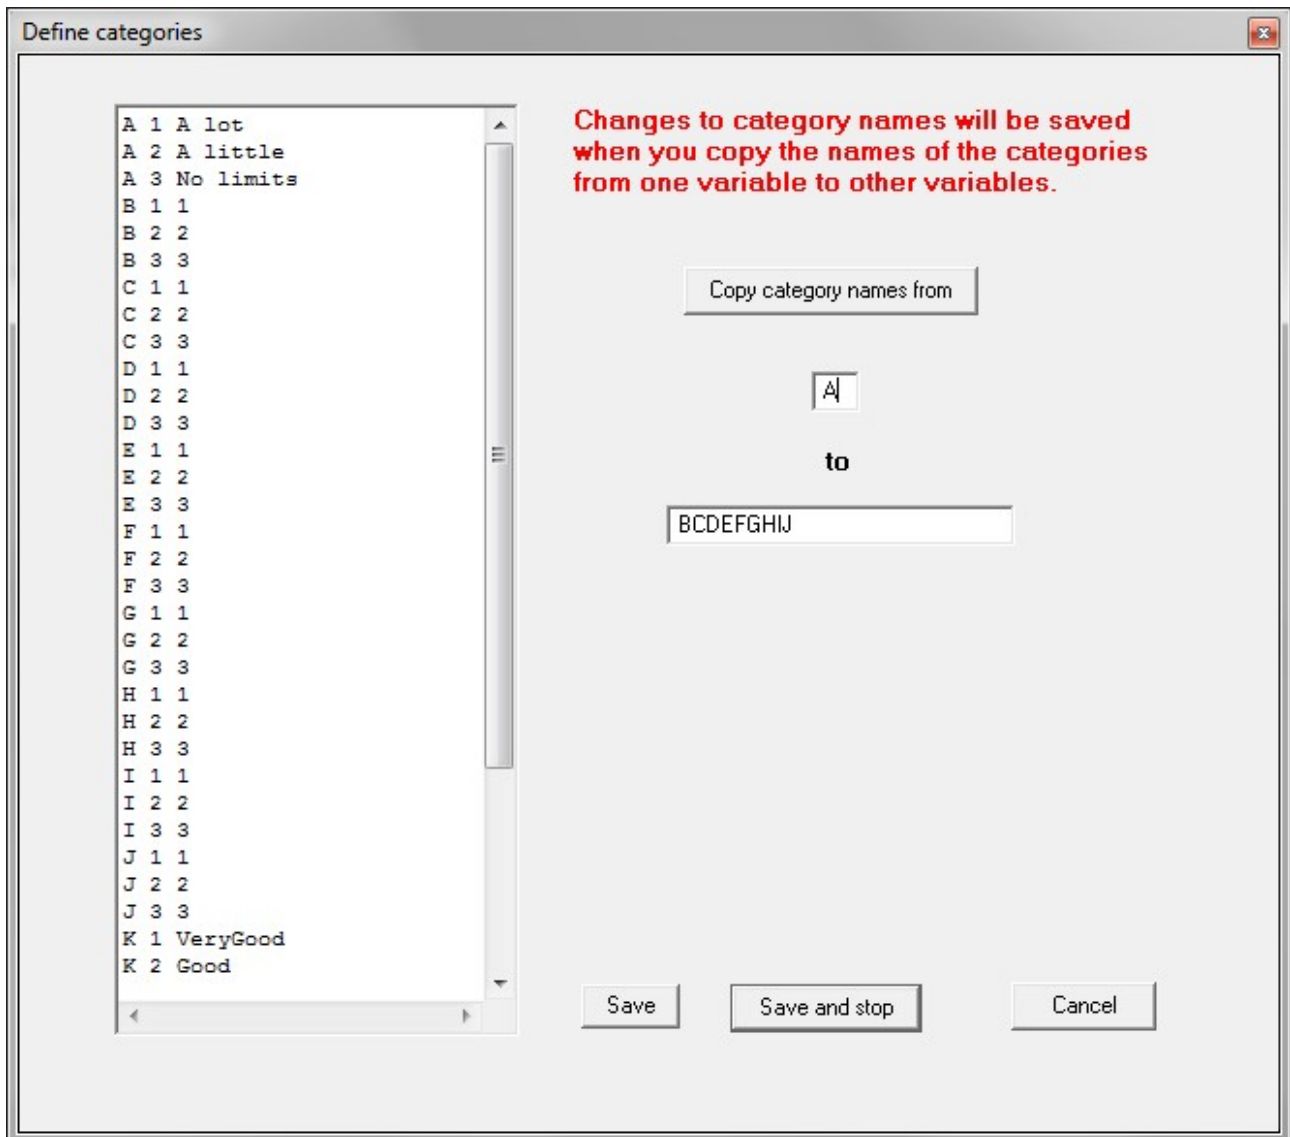 Define categories
A 1 A lot
A 2 A little
A 3 No limits
B 1 1
B 2 2
B 3 3
C 1 1
C 2 2
C 3 3
D 1 1
D 2 2
D 3 3
E 1 1
E 2 2
E 3 3
F 1 1
F 2 2
F 3 3
G 1 1
G 2 2
G 3 3
H 1 1
H 2 2
H 3 3
I 1 1
I 2 2
I 3 3
J 1 1
J 2 2
J 3 3
K 1 VeryGood
K 2 Good
Changes to category names will be saved
when you copy the names of the categories
from one variable to other variables.
Copy category names from
A
to
BCDEFGHIJ
Save
Save and stop
Cancel